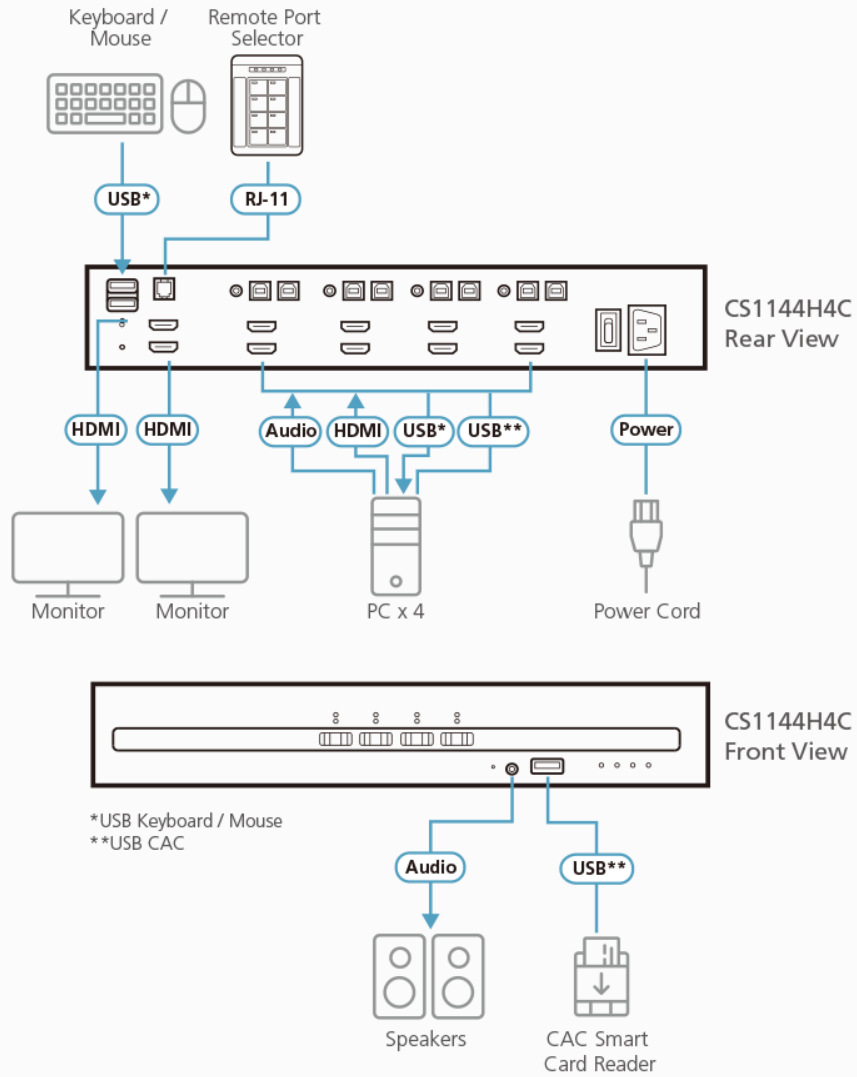 Keyboard /
Mouse
Remote Port
Selector
USB*
RJ-11
CS1144H4C
Rear View
HDMI
HDMI
Audio
HDMI
USB*
USB**
Power
Monitor
Monitor
PC x 4
Power Cord
CS1144H4C
Front View
*USB Keyboard / Mouse
**USB CAC
Audio
USB**
Speakers
CAC Smart
Card Reader